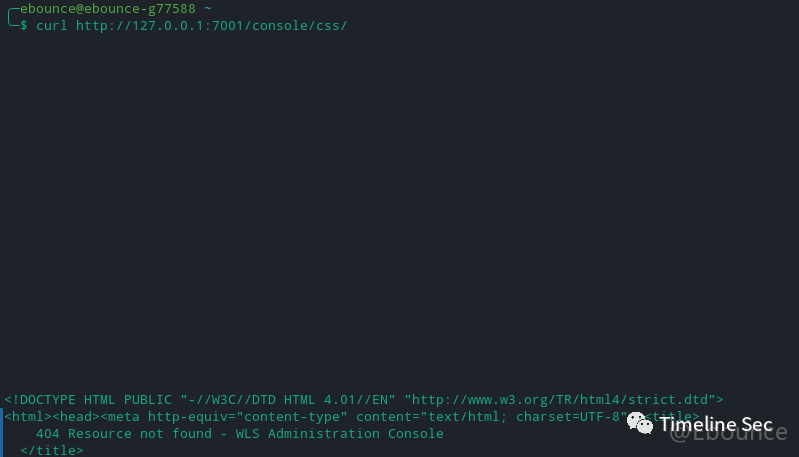 ebounce@ebounce-g77588 ~
$ curl http://127.0.0.1:7001/console/css/
<!DOCTYPE HTML PUBLIC "-//W3C//DTD HTML 4.01//EN" "http://www.w3.org/TR/html4/strict.dtd">
<html><head><meta http-equiv="content-type" content="text/html; charset=UTF-8"><title>
404 Resource not found - WLS Administration Console
</title>
Timeline Sec
@Ebounce